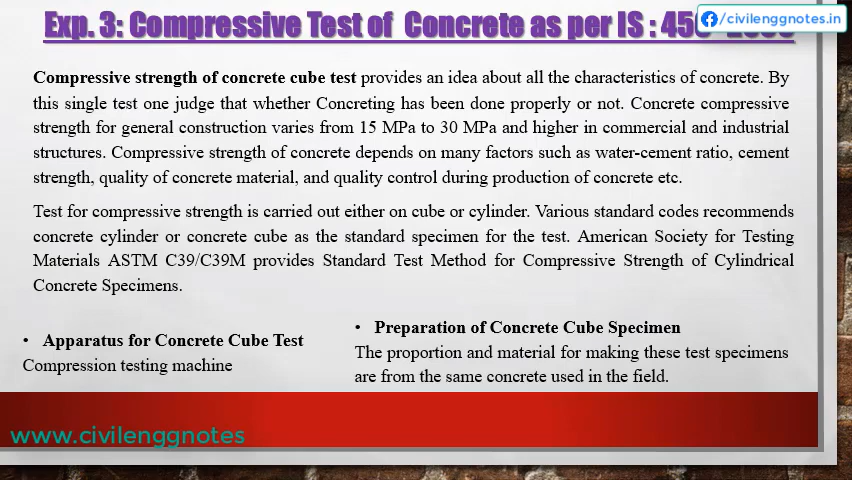 Exp. 3: Compressive Test of Concrete as per IS : 45
/civilenggnotes.in
Compressive strength of concrete cube test provides an idea about all the characteristics of concrete. By
this single test one judge that whether Concreting has been done properly or not. Concrete compressive
strength for general construction varies from 15 MPa to 30 MPa and higher in commercial and industrial
structures. Compressive strength of concrete depends on many factors such as water-cement ratio, cement
strength, quality of concrete material, and quality control during production of concrete etc.
Test for compressive strength is carried out either on cube or cylinder. Various standard codes recommends
concrete cylinder or concrete cube as the standard specimen for the test. American Society for Testing
Materials ASTM C39/C39M provides Standard Test Method for Compressive Strength of Cylindrical
Concrete Specimens.
• Apparatus for Concrete Cube Test
Compression testing machine
• Preparation of Concrete Cube Specimen
The proportion and material for making these test specimens
are from the same concrete used in the field.
www.civilenggnotes